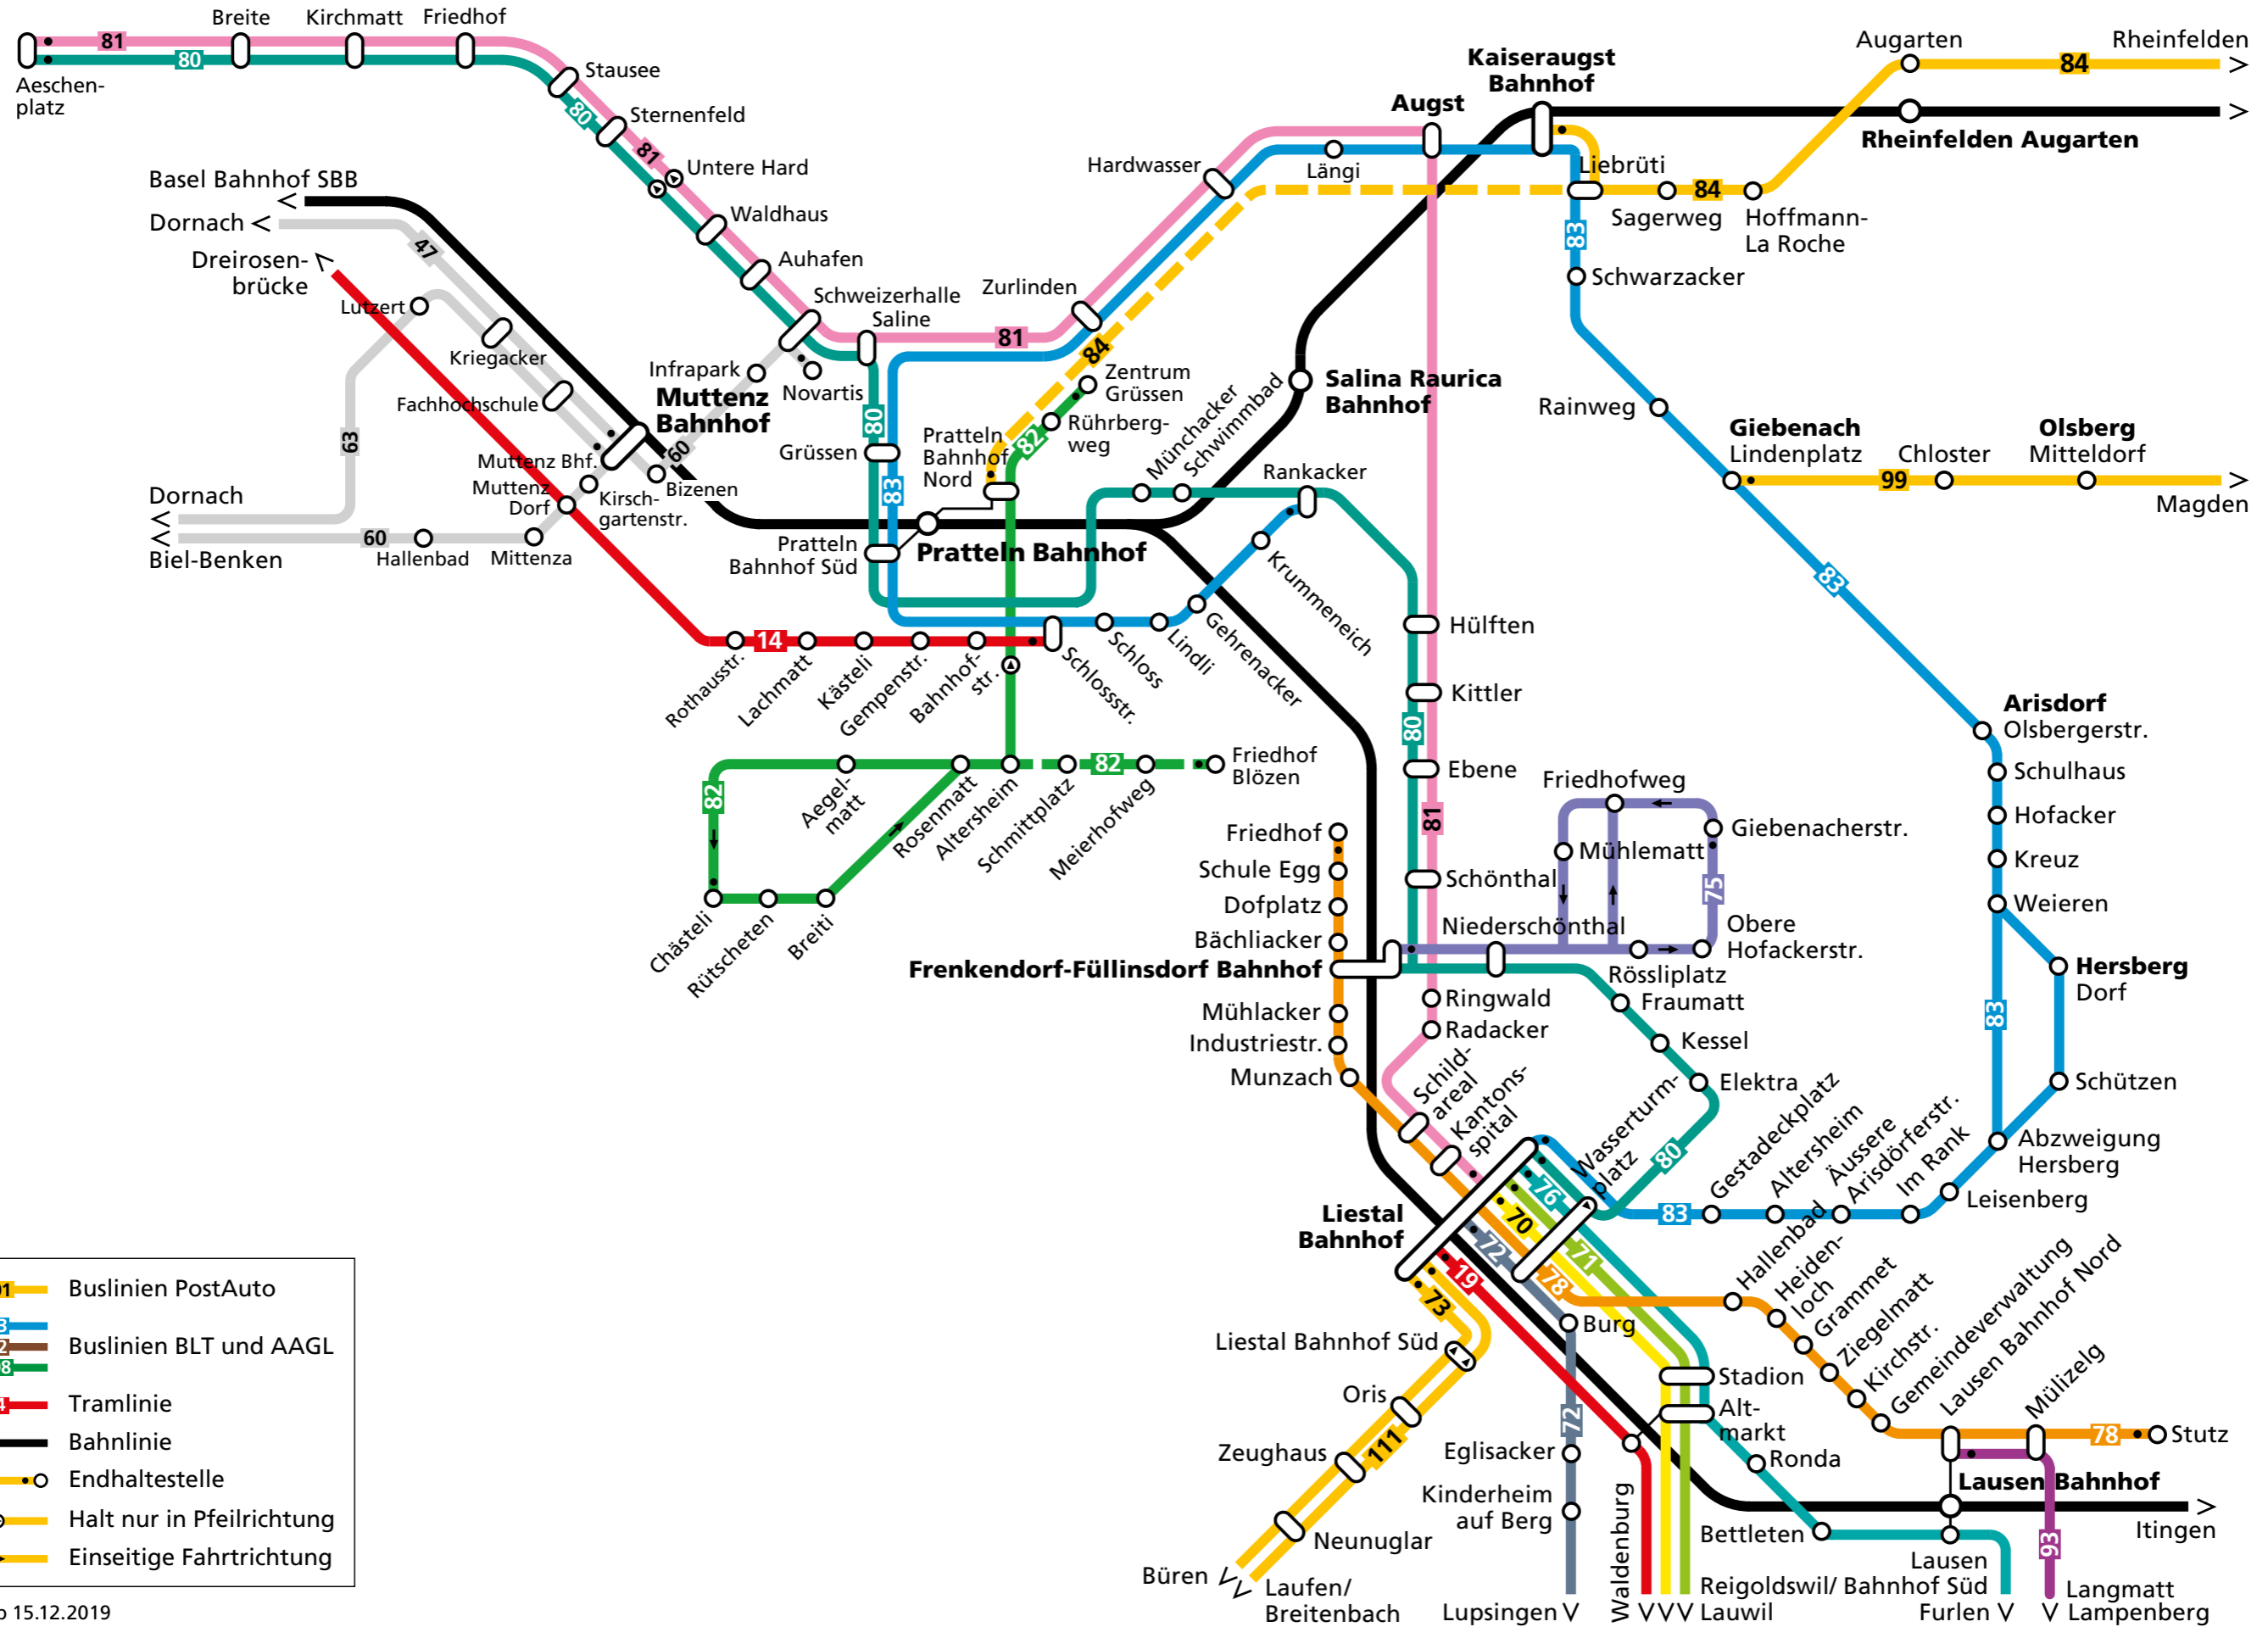 Breite
Kirchmatt
Friedhof
81
80
Aeschen-
platz
Stausee
Sternenfeld
80
81
Untere Hard
Waldhaus
Auhafen
Schweizerhalle
Saline
Basel Bahnhof SBB
Dornach
47
Dreirosen-
brücke
Lutzert
Kriegacker
Fachhochschule
Infrapark
Novartis
Muttenz
Bahnhof
63
60
Muttenz Bhf.
Muttenz
Dorf
Kirsch-
gartenstr.
Bizenen
Dornach
Biel-Benken
60
Hallenbad
Mittenza
Kaiseraugst
Bahnhof
Augst
Augarten
Rheinfelden
84
Rheinfelden Augarten
Hardwasser
Längi
Liebrüti
84
Sagerweg
Hoffmann-
La Roche
83
Schwarzacker
Zurlinden
81
84
Zentrum
Grüssen
Rührberg-
weg
82
Pratteln
Bahnhof
Nord
80
Grüssen
83
Münchacker
Schwimmbad
Salina Raurica
Bahnhof
Rankacker
Rainweg
Giebenach
Lindenplatz
Chloster
Olsberg
Mitteldorf
99
Magden
Pratteln
Bahnhof Süd
Pratteln Bahnhof
Krummeneich
83
14
Rothausstr.
Lachmatt
Kästeli
Gempenstr.
Bahnhof-
str.
Schlossstr.
Schloss
Lindli
Gehrenacker
Hülften
Kittler
80
Ebene
81
Schönthal
82
Aegel-
matt
Rosenmatt
Altersheim
Schmittplatz
82
Meierhofweg
Friedhof
Blözen
Chästeli
Rütscheten
Breiti
Arisdorf
Olsbergerstr.
Schulhaus
Hofacker
Kreuz
Weieren
Hersberg
Dorf
83
Schützen
Abzweigung
Hersberg
Leisenberg
Friedhofweg
Giebenacherstr.
Mühlematt
75
Niederschönthal
Obere
Hofackerstr.
Rössliplatz
Friedhof
Schule Egg
Dofplatz
Bächliacker
Frenkendorf-Füllinsdorf Bahnhof
Mühlacker
Industriestr.
Munzach
Ringwald
Radacker
Fraumatt
Kessel
Elektra
Schild-
areal
Kantons-
spital
Wasserturm-
platz
80
83
Gestadeckplatz
Altersheim
Äussere
Arisdörferstr.
Im Rank
Liestal
Bahnhof
76
70
71
72
78
19
73
Liestal Bahnhof Süd
Oris
Zeughaus
111
Neunuglar
Büren
Laufen/
Breitenbach
Burg
72
Eglisacker
Kinderheim
auf Berg
Lupsingen
Waldenburg
Stadion
Alt-
markt
Ronda
Bettleten
Reigoldswil/
Lauwil
Hallenbad
Heiden-
loch
Grammet
Ziegelmatt
Kirchstr.
Gemeindeverwaltung
Lausen Bahnhof Nord
Mülizelg
78
Stutz
Lausen Bahnhof
Itingen
Lausen
Bahnhof Süd
Furlen
93
Langmatt
Lampenberg
Buslinien PostAuto
Buslinien BLT und AAGL
Tramlinie
Bahnlinie
Endhaltestelle
Halt nur in Pfeilrichtung
Einseitige Fahrtrichtung
15.12.2019